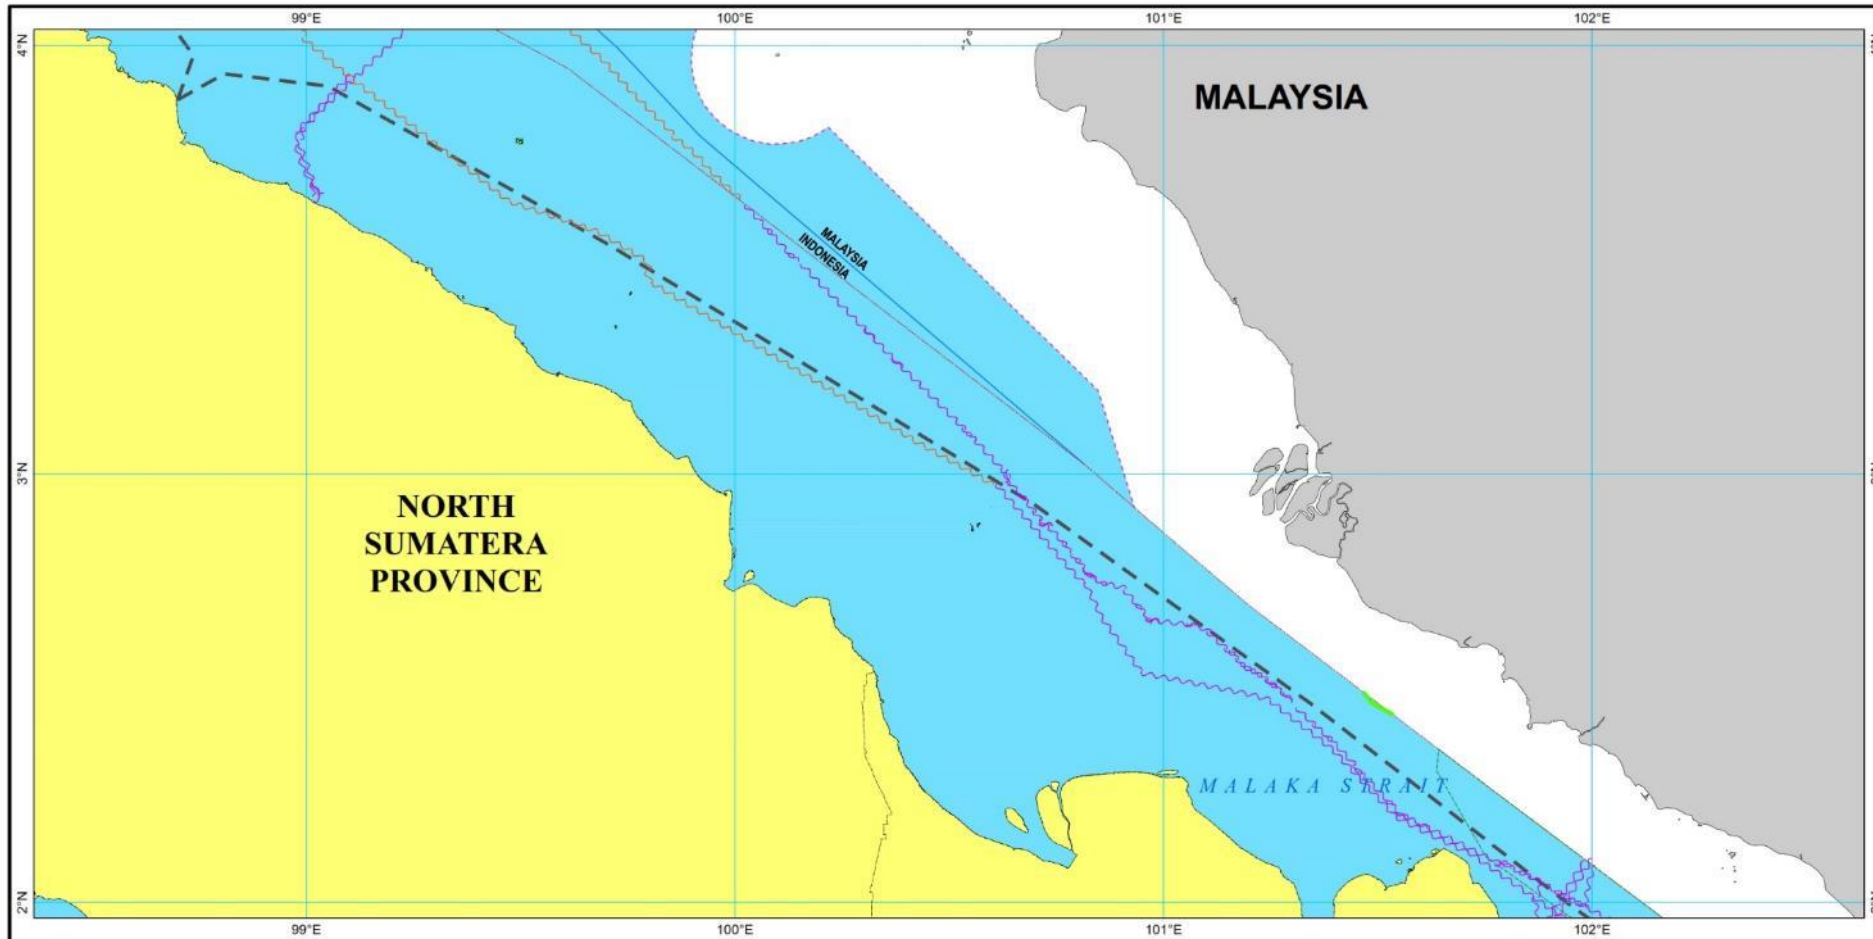 99°E
100°E
101°E
102°E
4°N
MALAYSIA
MALAYSIA
INDONESIA
3°N
NORTH
SUMATERA
PROVINCE
MALAKA STRAIT
2°N
99°E
100°E
101°E
102°E